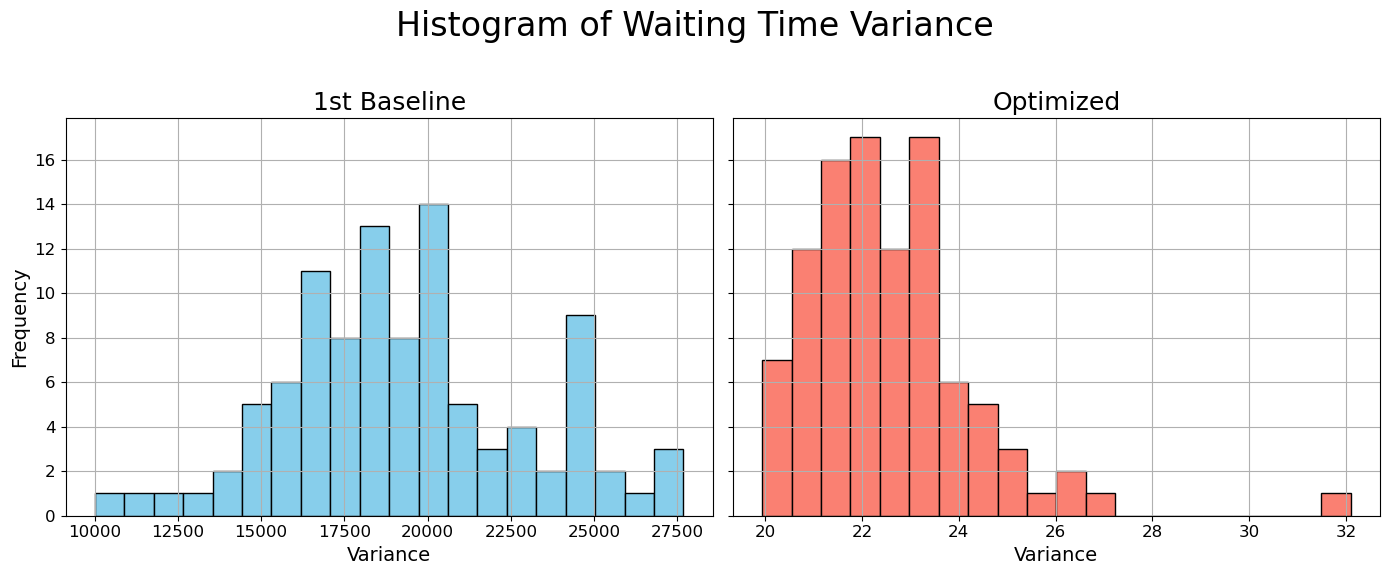 Histogram of Waiting Time Variance
1st Baseline
Optimized
Frequency
16
14
12
10
8
6
4
2
0
10000 12500 15000 17500 20000 22500 25000 27500
20 22 24 26 28 30 32
Variance
Variance